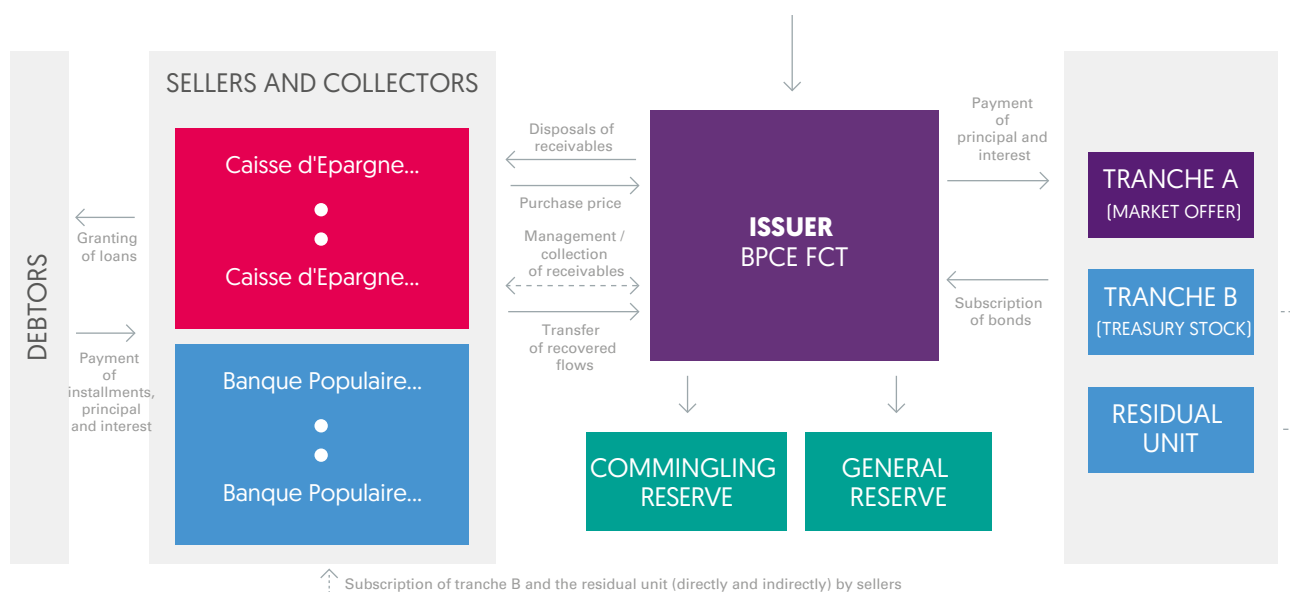 DEBTORS
Granting
of loans
Payment
of
installments,
principal
and interest
SELLERS AND COLLECTORS
Caisse d'Epargne...
Caisse d'Epargne...
Banque Populaire...
Banque Populaire...
Disposals of
receivables
Purchase price
Management /
collection
of receivables
Transfer
of recovered
flows
ISSUER
BPCE FCT
COMMINGLING
RESERVE
GENERAL
RESERVE
Payment
of
principal and
interest
Subscription
of bonds
TRANCHE A
(MARKET OFFER)
TRANCHE B
(TREASURY STOCK)
RESIDUAL
UNIT
Subscription of tranche B and the residual unit (directly and indirectly) by sellers